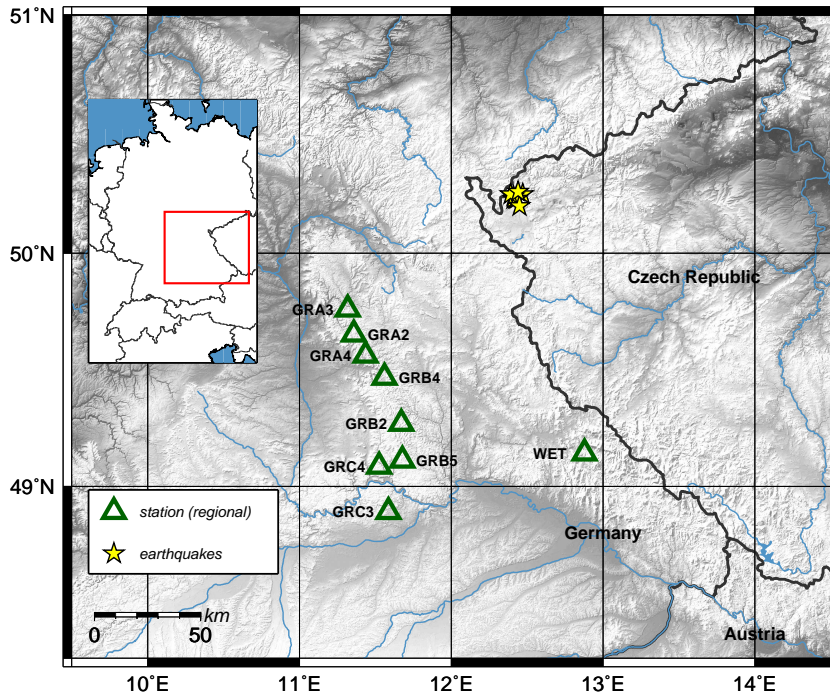 51˚N
50˚N
Czech Republic
GRA3
GRA2
GRA4
GRB4
GRB2
WET
GRB5
GRC4
49˚N
station (regional)
GRC3
Germany
earthquakes
km
0 50
Austria
10˚E 11˚E 12˚E 13˚E 14˚E